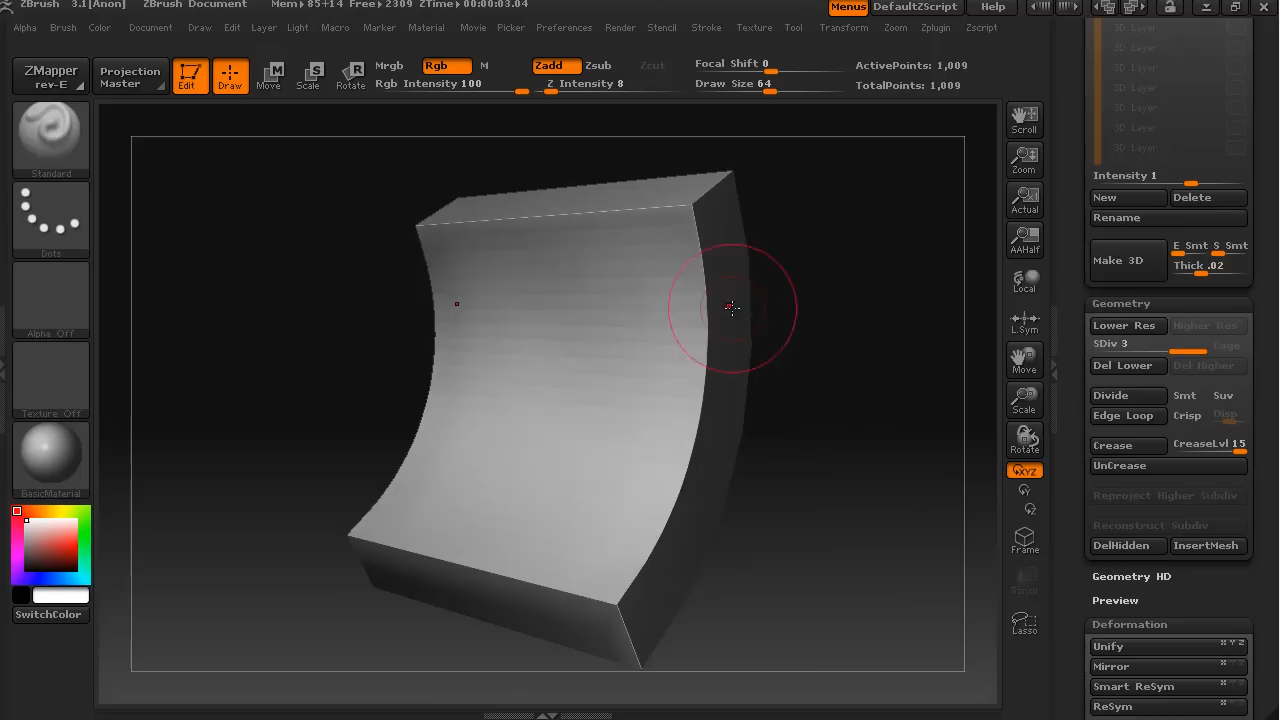 ZBrush 3.1[Anon] ZBrush Document Mem▸85+14 Free▸2309 ZTime▸00:00:03.04 Menus DefaultZScript Help
Alpha Brush Color Document Draw Edit Layer Light Macro Marker Material Movie Picker Preferences Render Stencil Stroke Texture Tool Transform Zoom Zplugin Zscript
ZMapper
rev-E
Projection
Master
Edit
Draw
Move
Scale
Rotate
Mrgb Rgb M
Rgb Intensity 100
Zadd Zsub Zcut
Z Intensity 8
Focal Shift 0
Draw Size 64
ActivePoints: 1,009
TotalPoints: 1,009
Standard
Dots
Alpha Off
Texture Off
BasicMaterial
SwitchColor
Scroll
Zoom
Actual
AAHalf
Local
L.Sym
Move
Scale
Rotate
XYZ
Y
Z
Frame
Transp
Lasso
3D Layer
3D Layer
3D Layer
3D Layer
3D Layer
3D Layer
3D Layer
Intensity 1
New Delete
Rename
Make 3D
E Smt S Smt
Thick .02
Geometry
Lower Res Higher Res
SDiv 3 Cage
Del Lower Del Higher
Divide Smt Suv
Edge Loop Crisp Disp
Crease CreaseLvl 15
UnCrease
Reproject Higher Subdiv
Reconstruct Subdiv
DelHidden InsertMesh
Geometry HD
Preview
Deformation
Unify X Y Z
Mirror X Y Z
Smart ReSym X Y Z
ReSym X Y Z